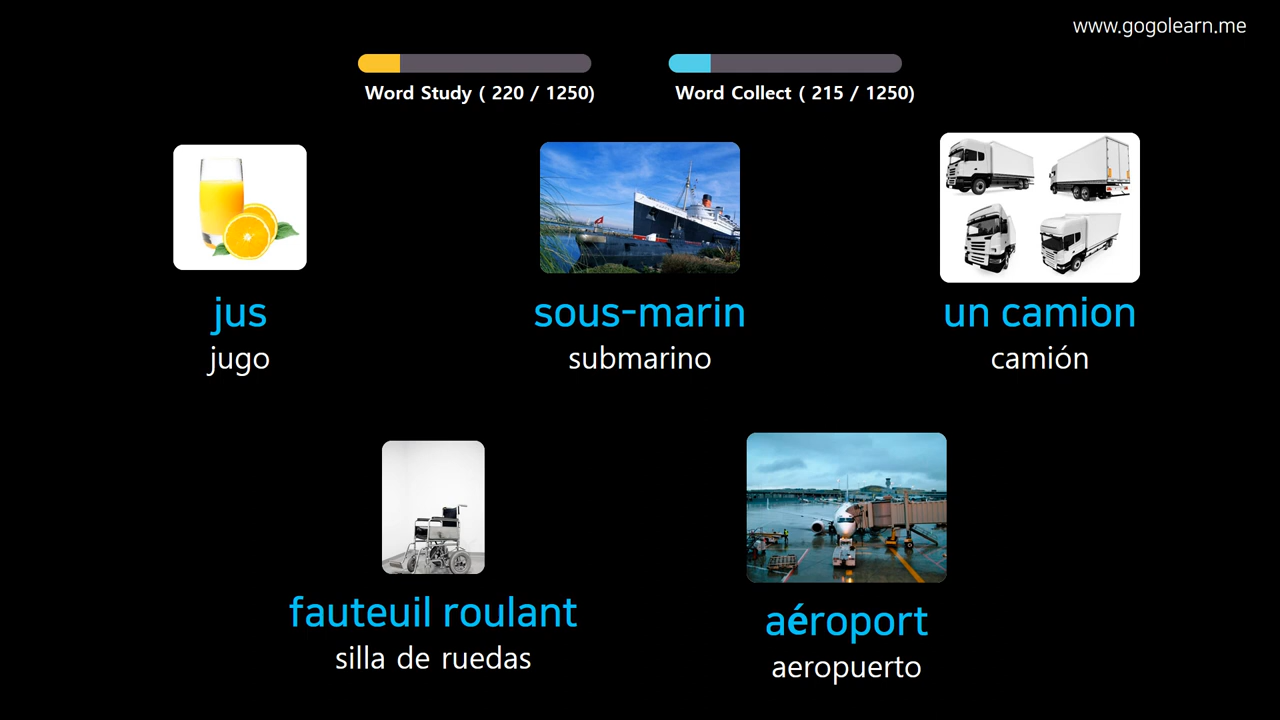 www.gogolearn.me
Word Study ( 220 / 1250)
Word Collect ( 215 / 1250)
jus
jugo
sous-marin
submarino
un camion
camión
fauteuil roulant
silla de ruedas
aéroport
aeropuerto